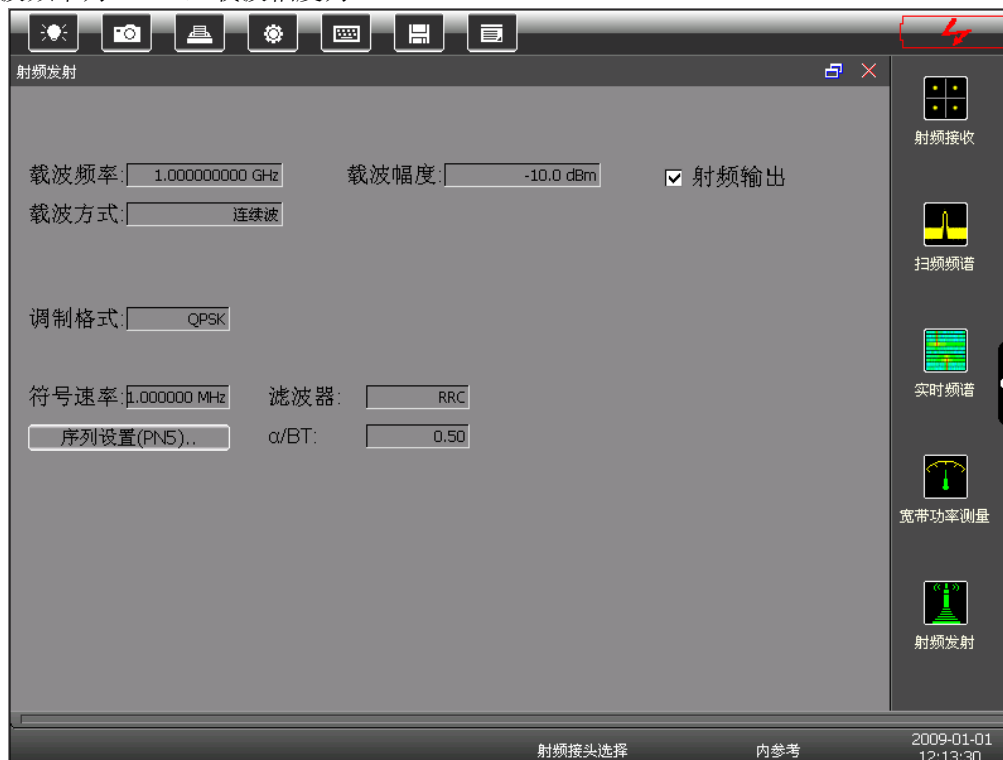 射频发射
载波频率: 1.000000000 GHz 载波幅度: -10.0 dBm 射频输出
载波方式: 连续波
调制格式: QPSK
符号速率: 1.000000 MHz 滤波器: RRC
序列设置(PN5).. α/BT: 0.50
射频接收
扫频频谱
实时频谱
宽带功率测量
射频发射
射频接头选择 内参考 2009-01-01
12:13:30